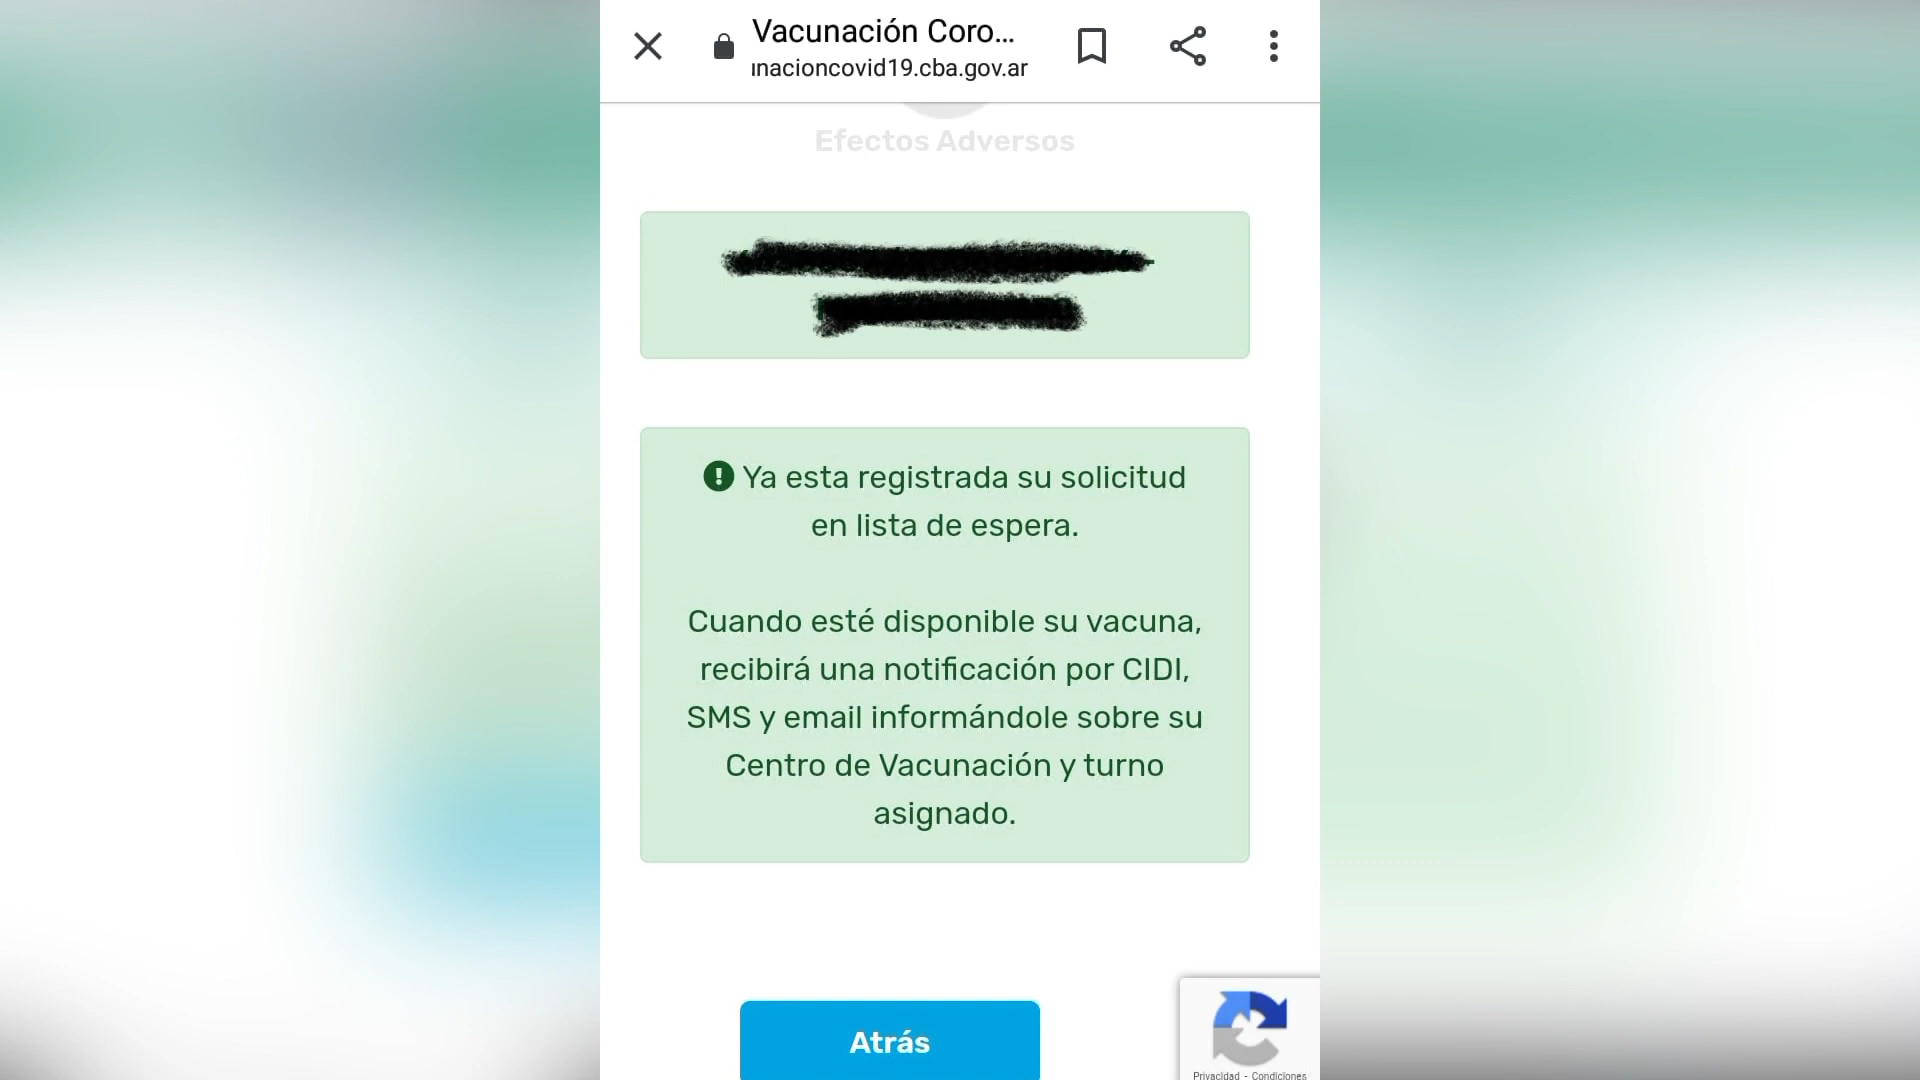 Vacunación Coro...
ınacioncovid19.cba.gov.ar
Efectos Adversos
Ya esta registrada su solicitud
en lista de espera.
Cuando esté disponible su vacuna,
recibirá una notificación por CIDI,
SMS y email informándole sobre su
Centro de Vacunación y turno
asignado.
Atrás
Privacidad - Condiciones